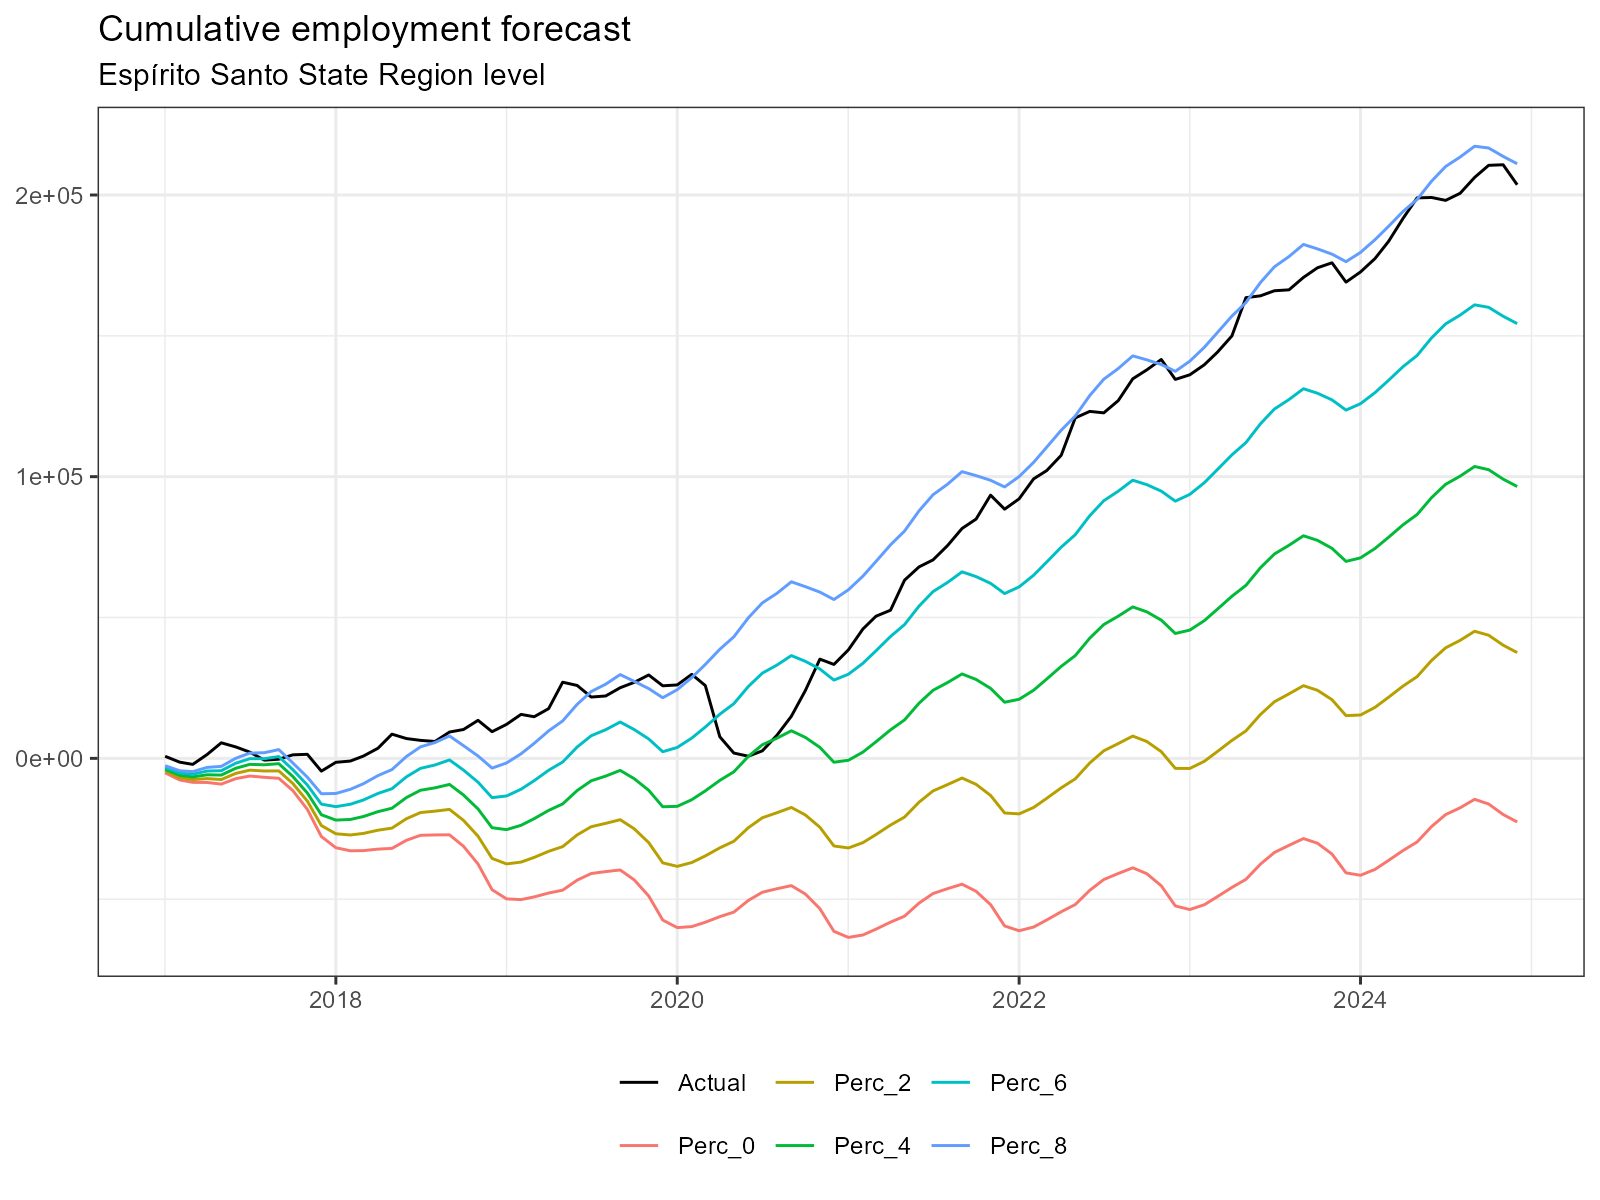 Cumulative employment forecast
Espírito Santo State Region level
2e+05
1e+05
0e+00
2018 2020 2022 2024
Actual Perc_2 Perc_6
Perc_0 Perc_4 Perc_8